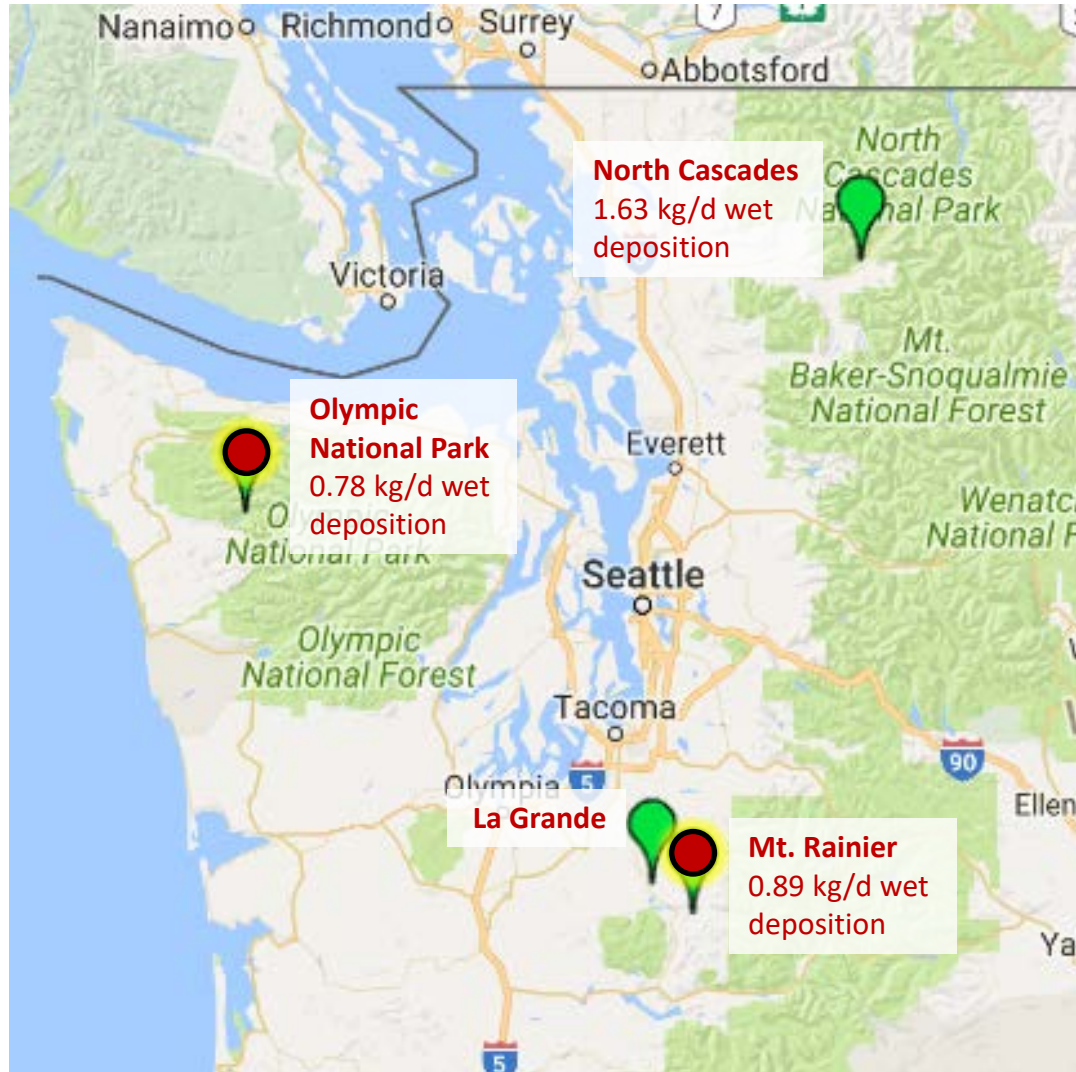 7
1
Nanaimo
Richmond
Surrey
Abbotsford
North
Cascades
National Park
North Cascades
1.63 kg/d wet
deposition
Victoria
Mt.
Baker-Snoqualmie
National Forest
Olympic
National Park
0.78 kg/d wet
deposition
Everett
Olympic
National Park
Seattle
Olympic
National Forest
Tacoma
90
Olympia
5
Ellen
La Grande
Mt. Rainier
0.89 kg/d wet
deposition
Ya
5